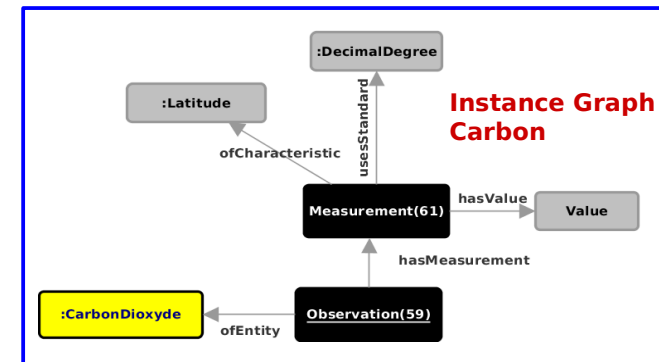 :DecimalDegree
Instance Graph
Carbon
:Latitude
usesStandard
ofCharacteristic
Measurement(61)
hasValue
Value
hasMeasurement
:CarbonDioxyde
ofEntity
Observation(59)